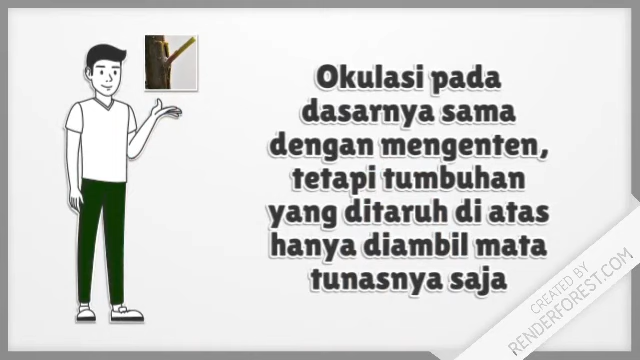 Okulasi pada
dasarnya sama
dengan mengenten,
tetapi tumbuhan
yang ditaruh di atas
hanya diambil mata
tunasnya saja
CREATED BY
RENDERFOREST.COM